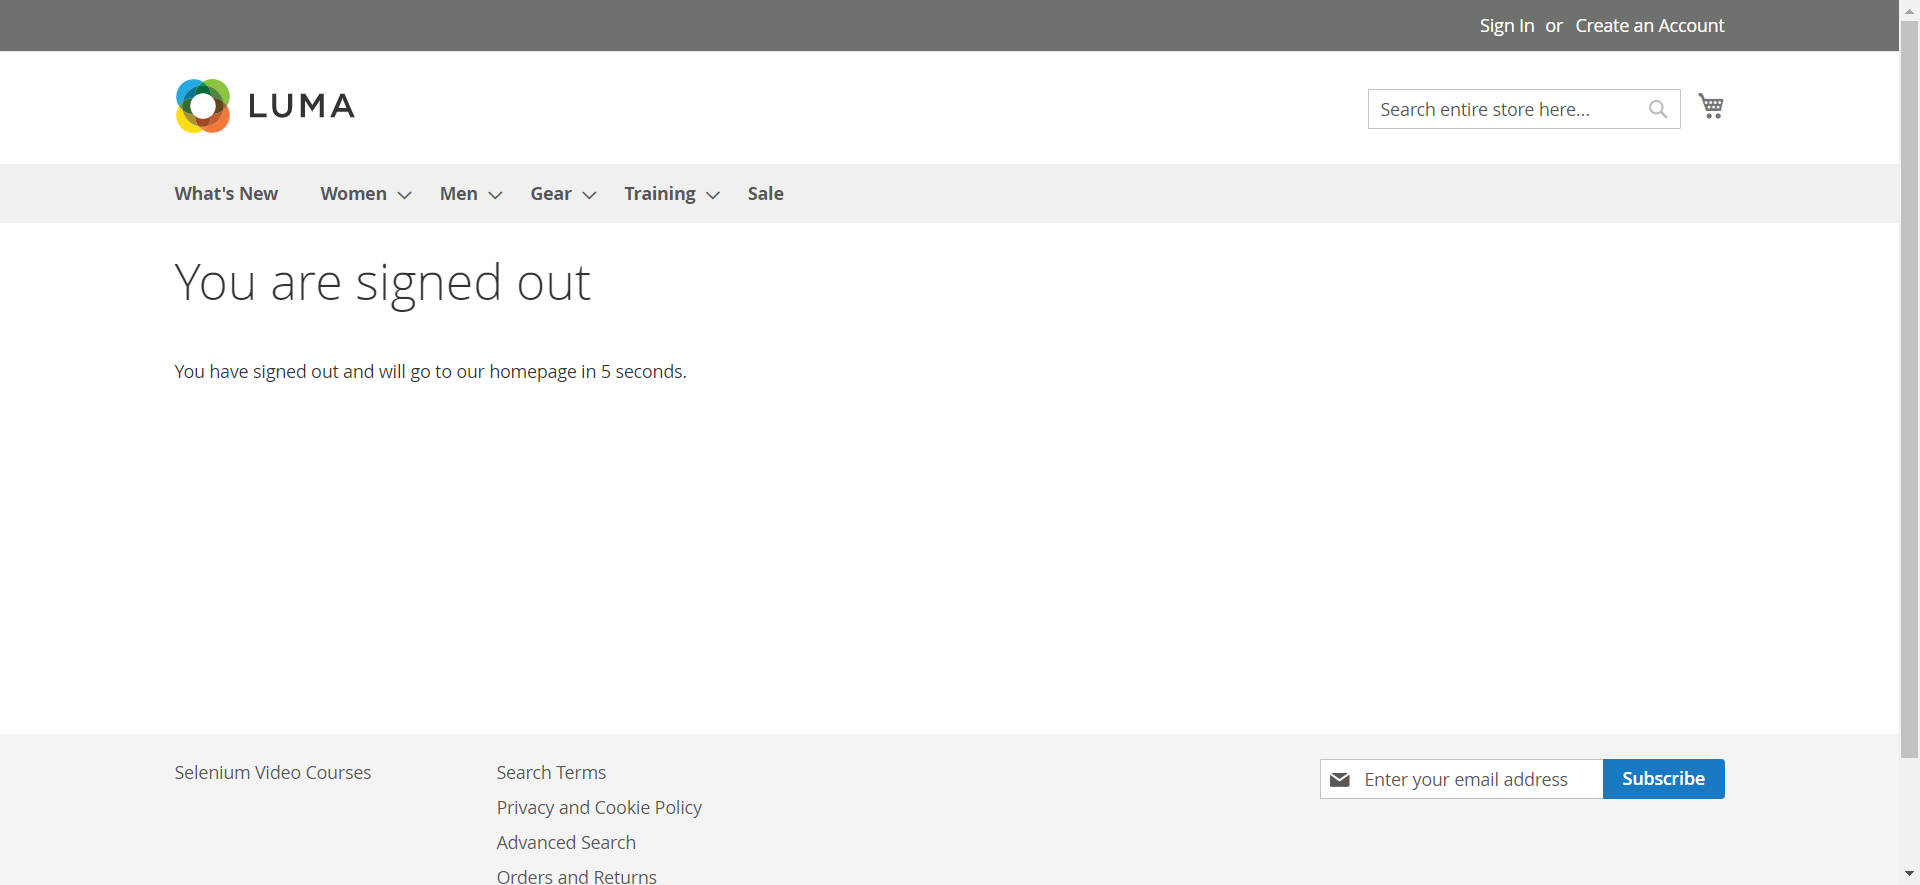 Sign In or Create an Account
LUMA
Search entire store here...
What's New Women Men Gear Training Sale
You are signed out
You have signed out and will go to our homepage in 5 seconds.
Selenium Video Courses
Search Terms
Privacy and Cookie Policy
Advanced Search
Orders and Returns
Enter your email address Subscribe